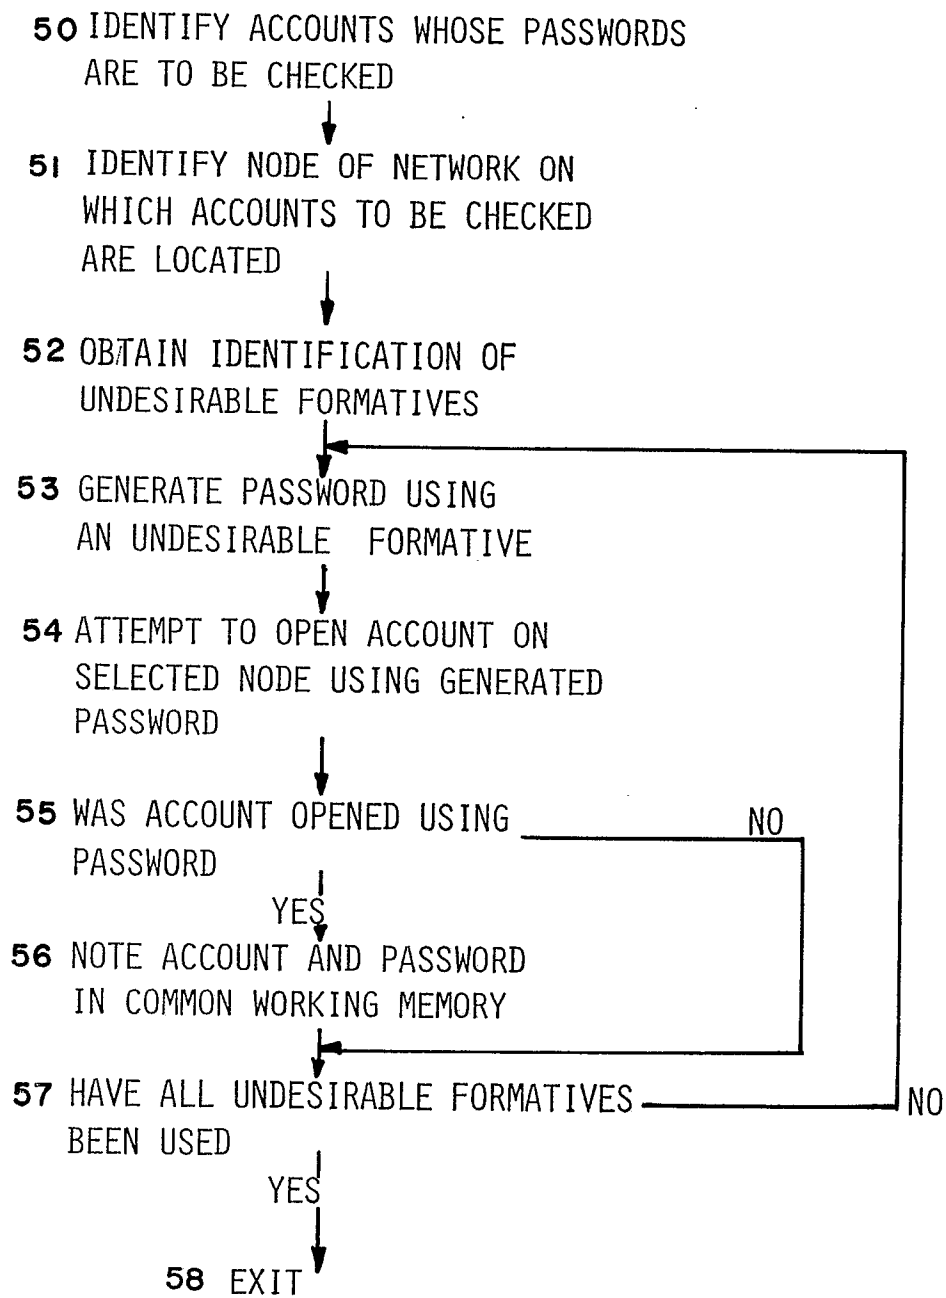 50 IDENTIFY ACCOUNTS WHOSE PASSWORDS
ARE TO BE CHECKED
51 IDENTIFY NODE OF NETWORK ON
WHICH ACCOUNTS TO BE CHECKED
ARE LOCATED
52 OBTAIN IDENTIFICATION OF
UNDESIRABLE FORMATIVES
53 GENERATE PASSWORD USING
AN UNDESIRABLE FORMATIVE
54 ATTEMPT TO OPEN ACCOUNT ON
SELECTED NODE USING GENERATED
PASSWORD
55 WAS ACCOUNT OPENED USING NO
PASSWORD
YES
56 NOTE ACCOUNT AND PASSWORD
IN COMMON WORKING MEMORY
57 HAVE ALL UNDESIRABLE FORMATIVES NO
BEEN USED
YES
58 EXIT